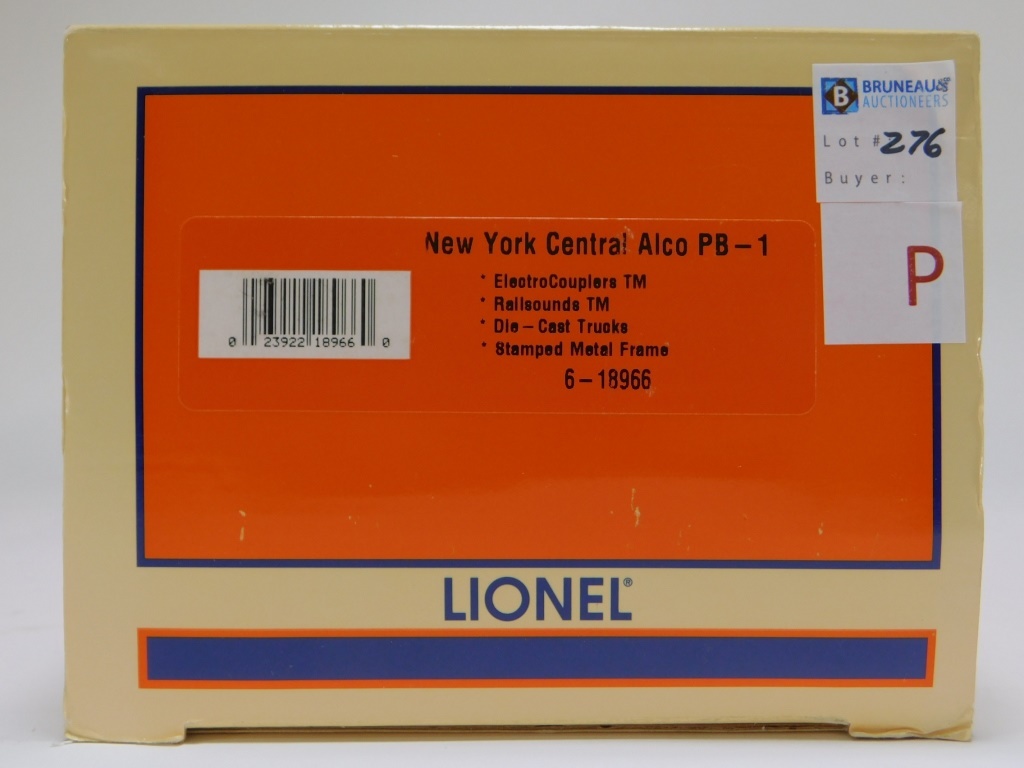 BRUNEAU & CO
AUCTIONEERS
Lot # 276
Buyer:
P
New York Central Alco PB-1
* ElectroCouplers TM
* Railsounds TM
* Die-Cast Trucks
* Stamped Metal Frame
6-18966
0 23922 18966 0
LIONEL®